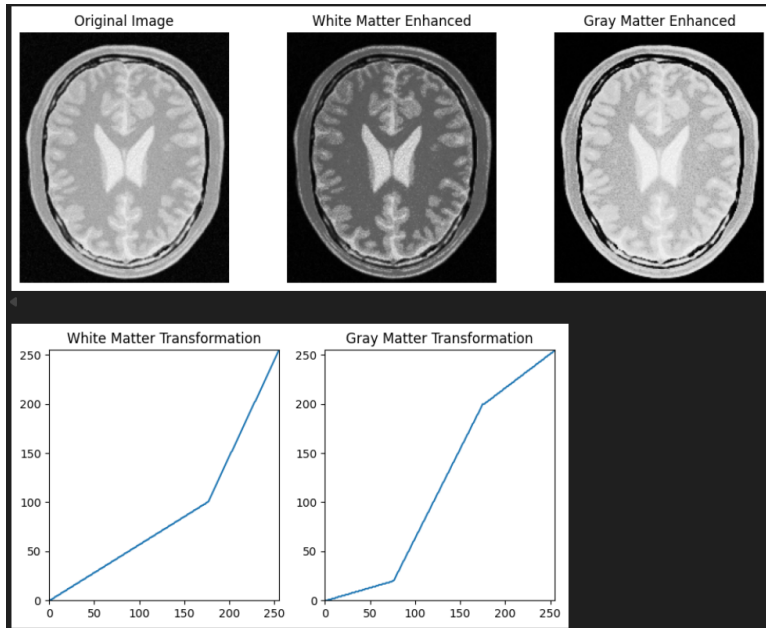 Original Image
White Matter Enhanced
Gray Matter Enhanced
White Matter Transformation
Gray Matter Transformation
250
200
150
100
50
0
0 50 100 150 200 250
250
200
150
100
50
0
0 50 100 150 200 250